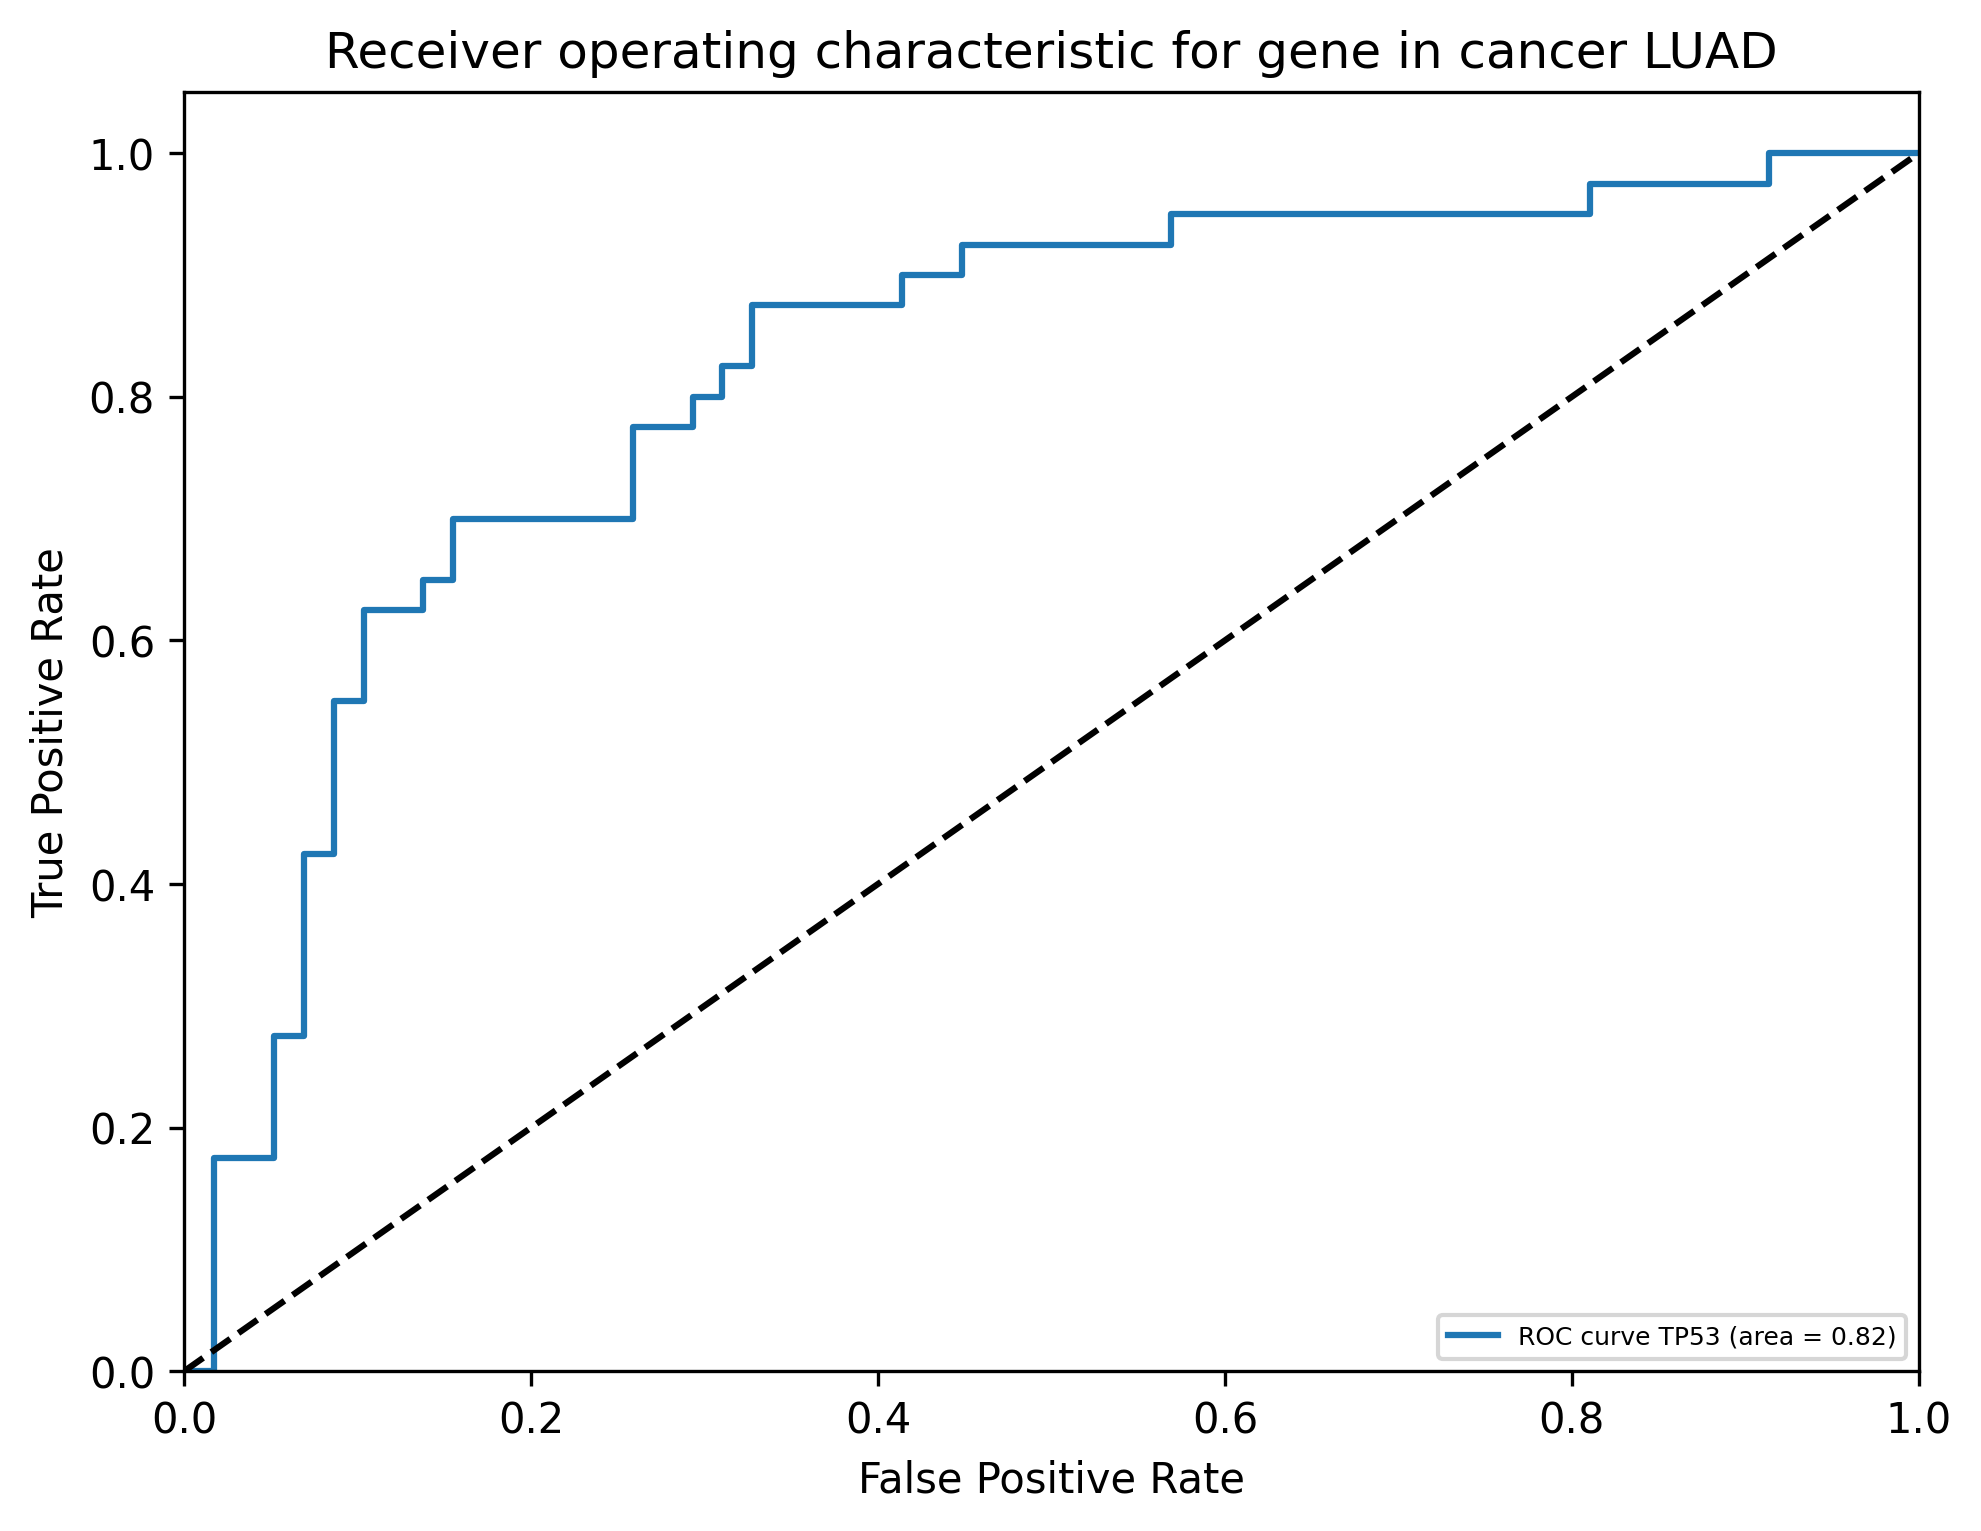 Receiver operating characteristic for gene in cancer LUAD
True Positive Rate
1.0
0.8
0.6
0.4
0.2
0.0
0.0 0.2 0.4 0.6 0.8 1.0
False Positive Rate
ROC curve TP53 (area = 0.82)